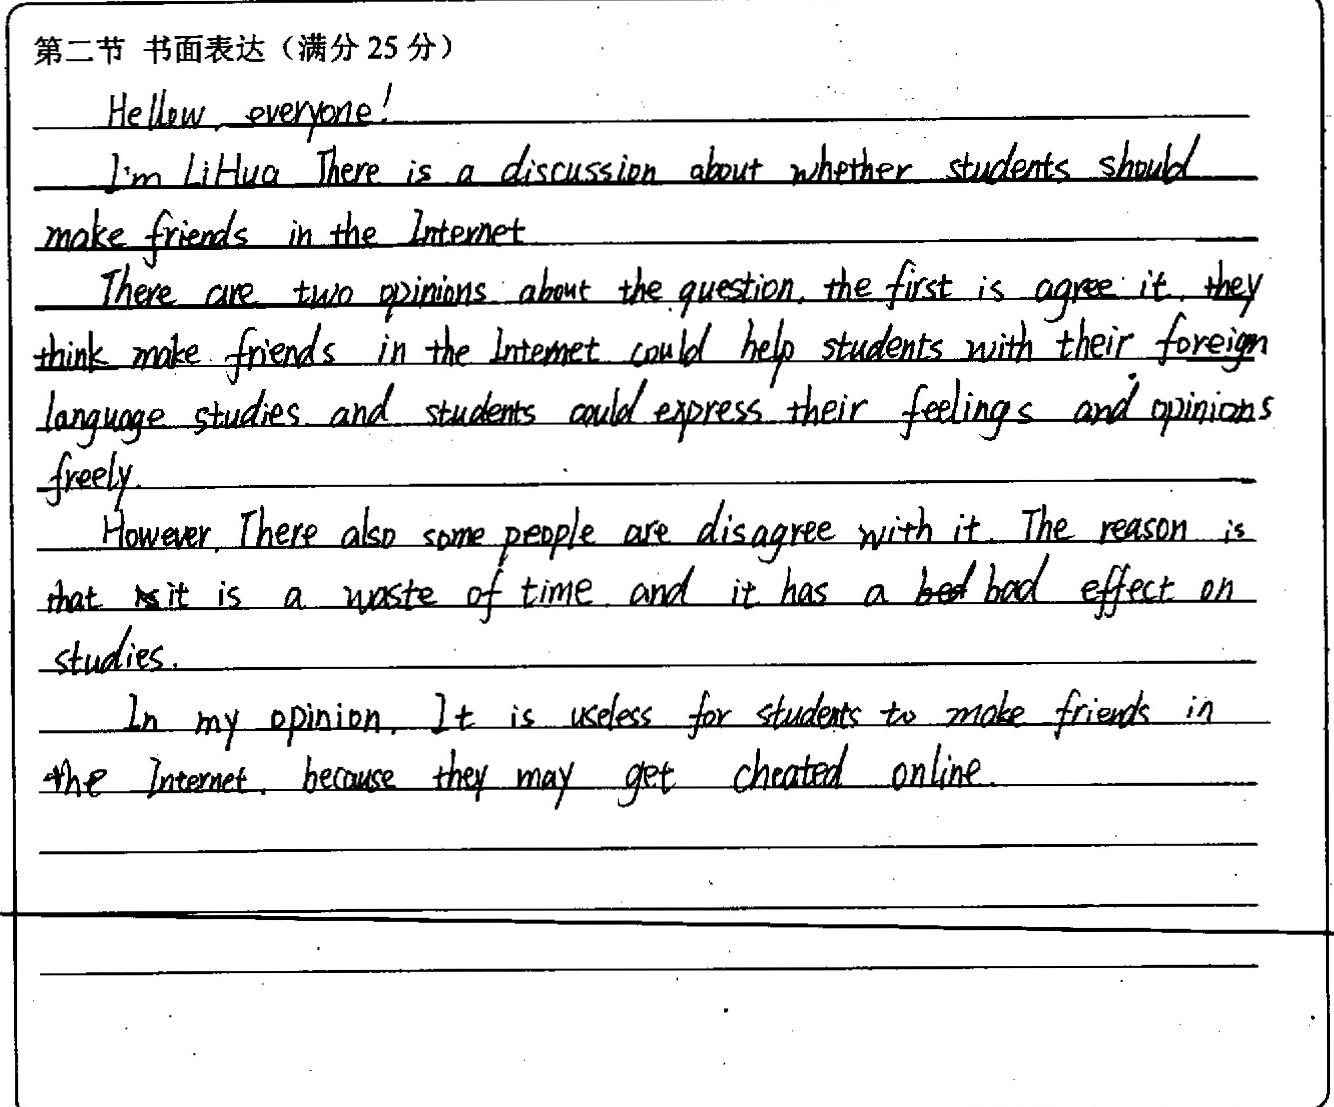 第二节 书面表达（满分 25 分）
Hellow, everyone!
I'm LiHua There is a discussion about whether students should
make friends in the Internet
There are two opinions about the question, the first is agree it, they
think make friends in the Internet could help students with their foreign
language studies and students could express their feelings and opinions
freely.
However, There also some people are disagree with it. The reason is
that it is a waste of time and it has a bad effect on
studies.
In my opinion, It is useless for students to make friends in
the Internet, because they may get cheated online.